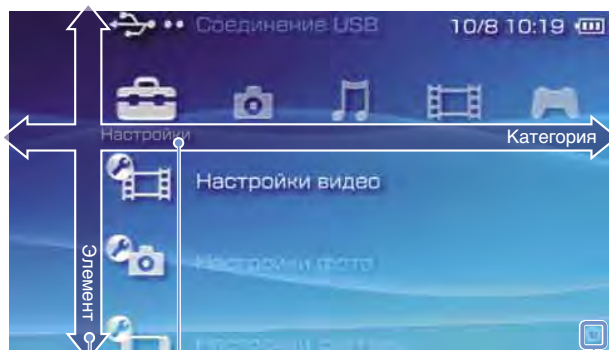 Соединение USB 10/8 10:19
Настройки
Категория
Настройки видео
Элемент
Настройки фото